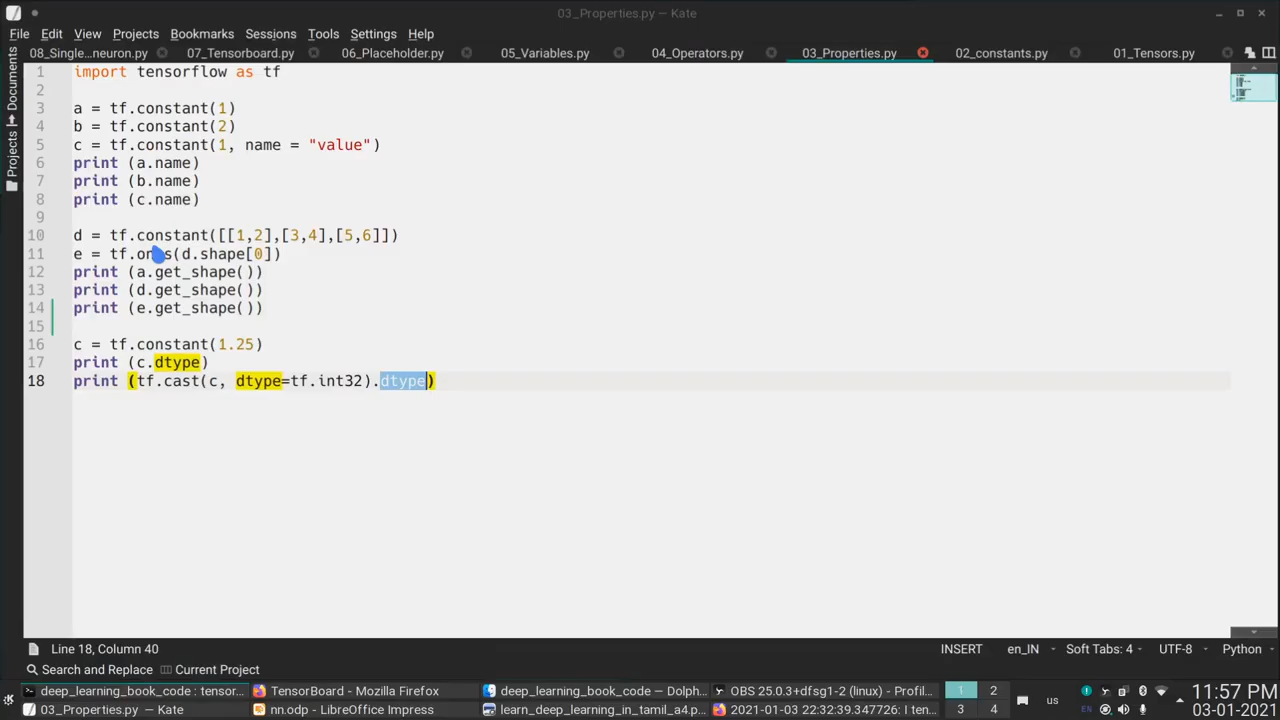 03_Properties.py — Kate
File Edit View Projects Bookmarks Sessions Tools Settings Help
08_Single...neuron.py 07_Tensorboard.py 06_Placeholder.py 05_Variables.py 04_Operators.py 03_Properties.py 02_constants.py 01_Tensors.py
Documents
Projects
1 import tensorflow as tf
2
3 a = tf.constant(1)
4 b = tf.constant(2)
5 c = tf.constant(1, name = "value")
6 print (a.name)
7 print (b.name)
8 print (c.name)
9
10 d = tf.constant([[1,2],[3,4],[5,6]])
11 e = tf.ones(d.shape[0])
12 print (a.get_shape())
13 print (d.get_shape())
14 print (e.get_shape())
15
16 c = tf.constant(1.25)
17 print (c.dtype)
18 print (tf.cast(c, dtype=tf.int32).dtype)
Line 18, Column 40 INSERT en_IN Soft Tabs: 4 UTF-8 Python
Search and Replace Current Project
deep_learning_book_code : tensor... TensorBoard - Mozilla Firefox deep_learning_book_code — Dolph... OBS 25.0.3+dfsg1-2 (linux) - Profil... 1 2 EN us 11:57 PM
03_Properties.py — Kate nn.odp - LibreOffice Impress learn_deep_learning_in_tamil_a4.p... 2021-01-03 22:32:39.347726: I ten... 3 4 03-01-2021